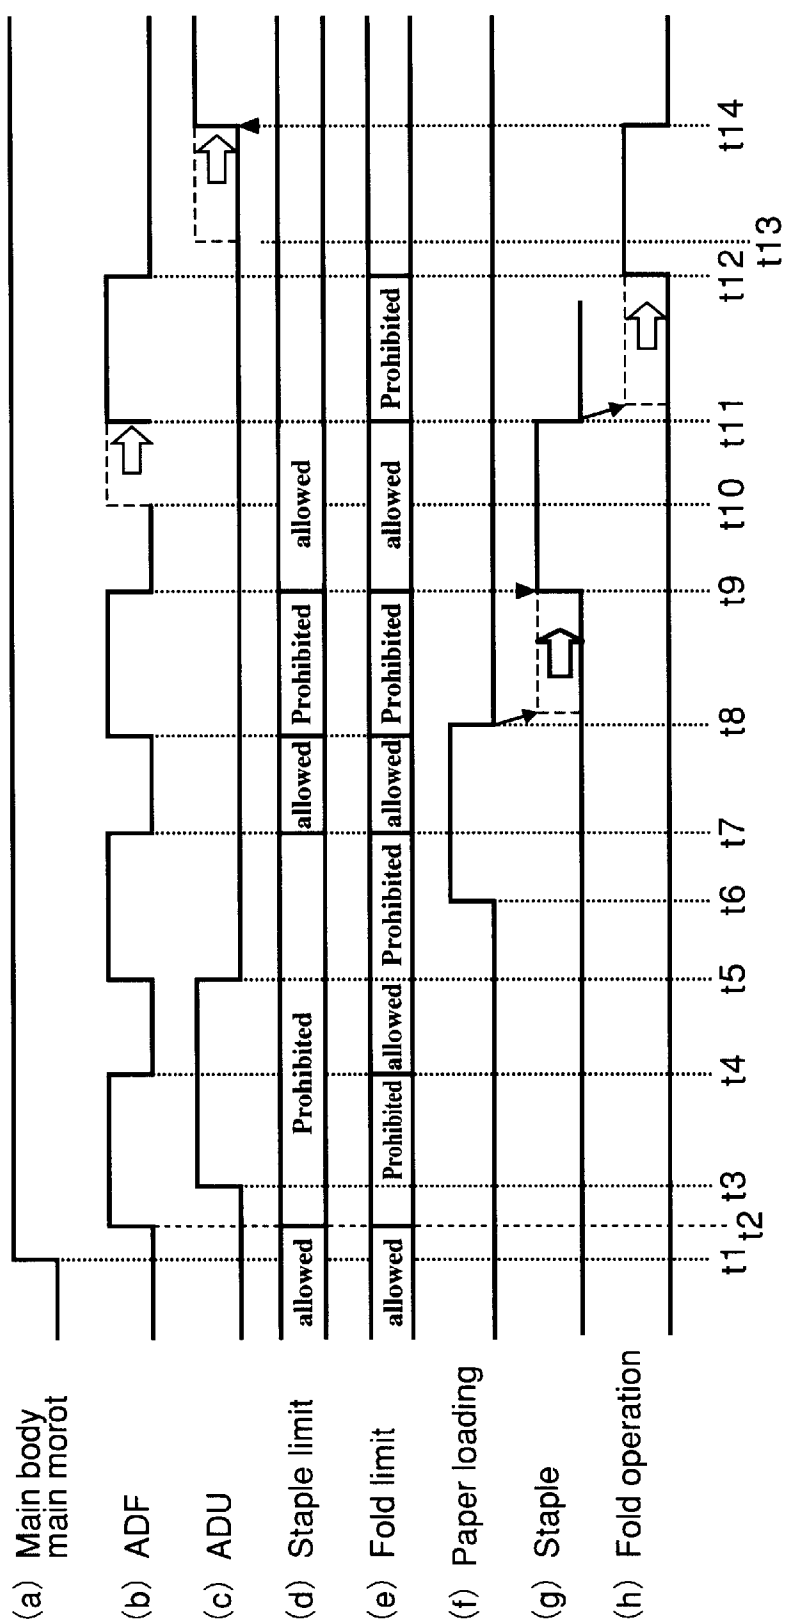 (a) Main body
main morot
(b) ADF
(c) ADU
(d) Staple limit
allowed Prohibited allowed Prohibited allowed
(e) Fold limit
allowed Prohibited allowed Prohibited allowed Prohibited allowed Prohibited
(f) Paper loading
(g) Staple
(h) Fold operation
t1 t2 t3 t4 t5 t6 t7 t8 t9 t10 t11 t12 t13 t14